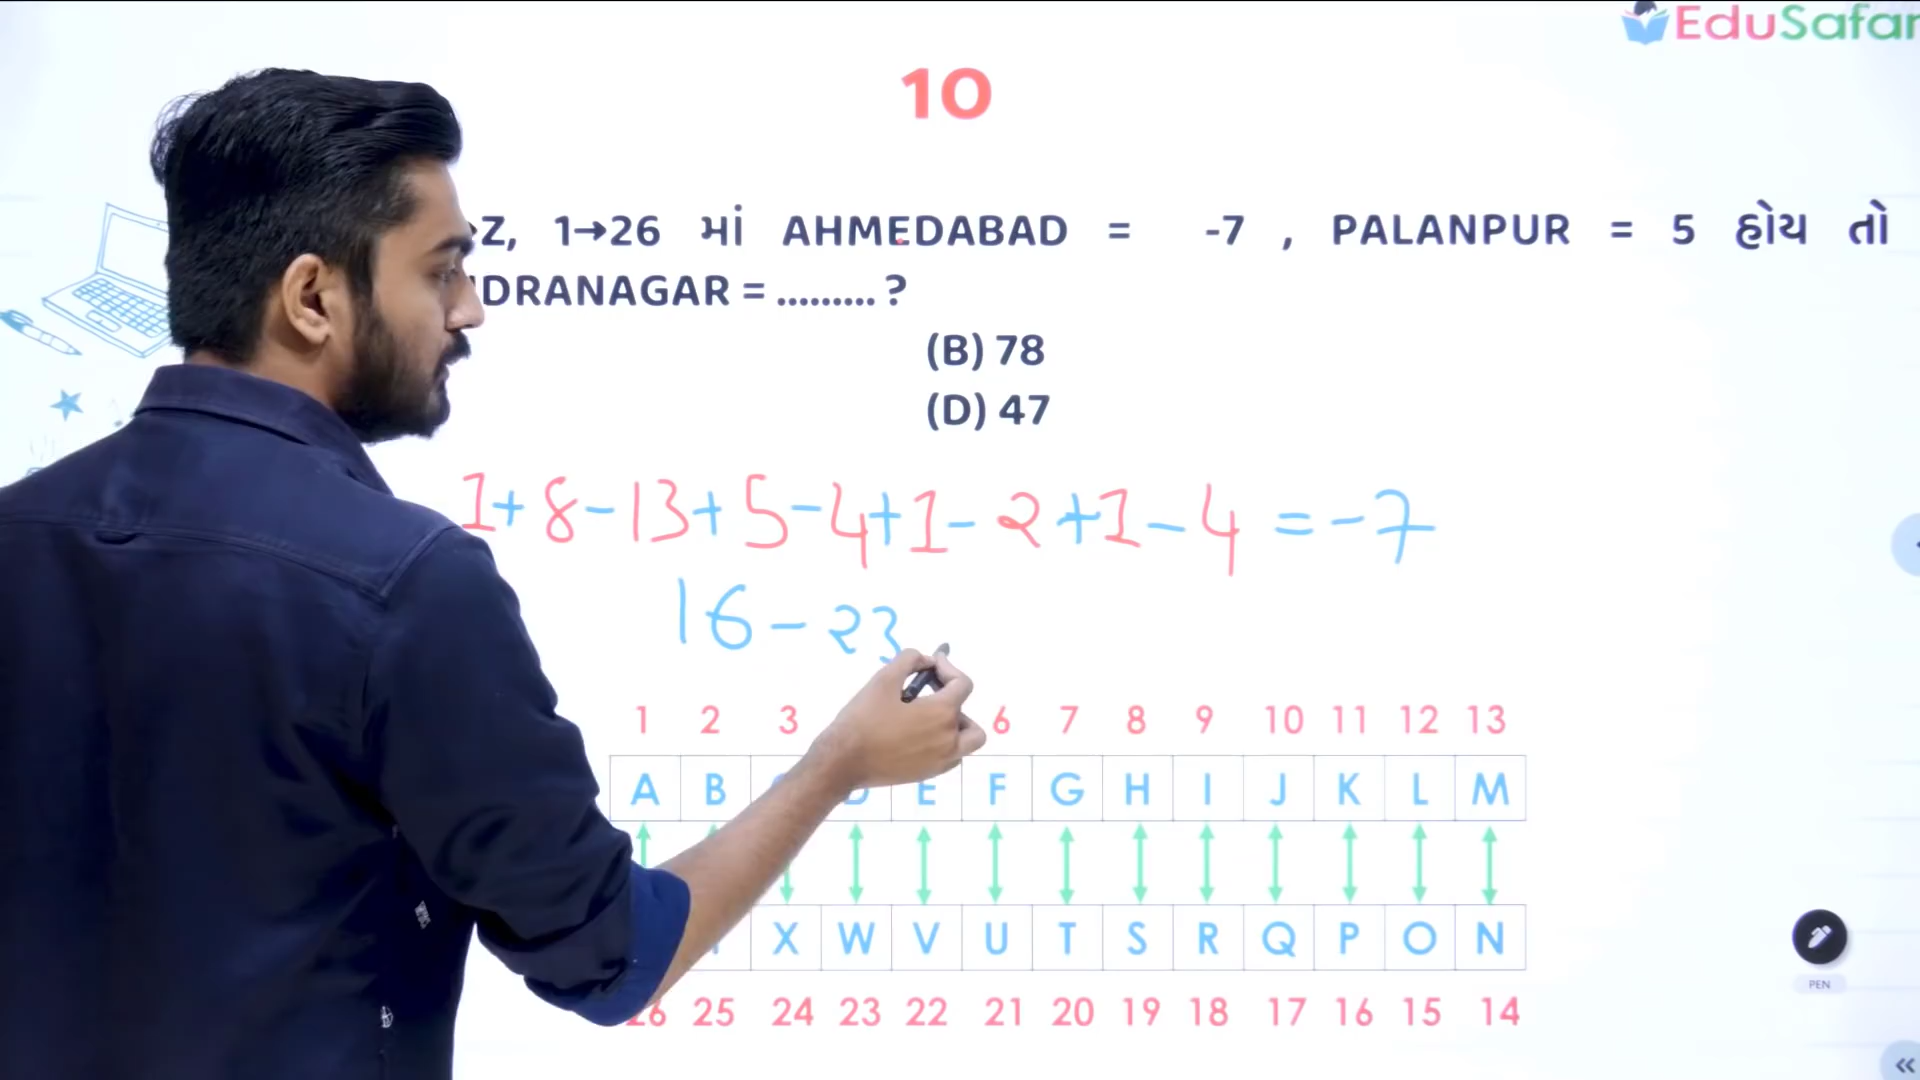 EduSafar
10
Z, 1→26 માં AHMEDABAD = -7 , PALANPUR = 5 હોય તો
DRANAGAR = ......... ?
(B) 78
(D) 47
1+8-13+5-4+1-2+1-4=-7
16-23
1 2 3 6 7 8 9 10 11 12 13
A B D E F G H I J K L M
X W V U T S R Q P O N
26 25 24 23 22 21 20 19 18 17 16 15 14
PEN